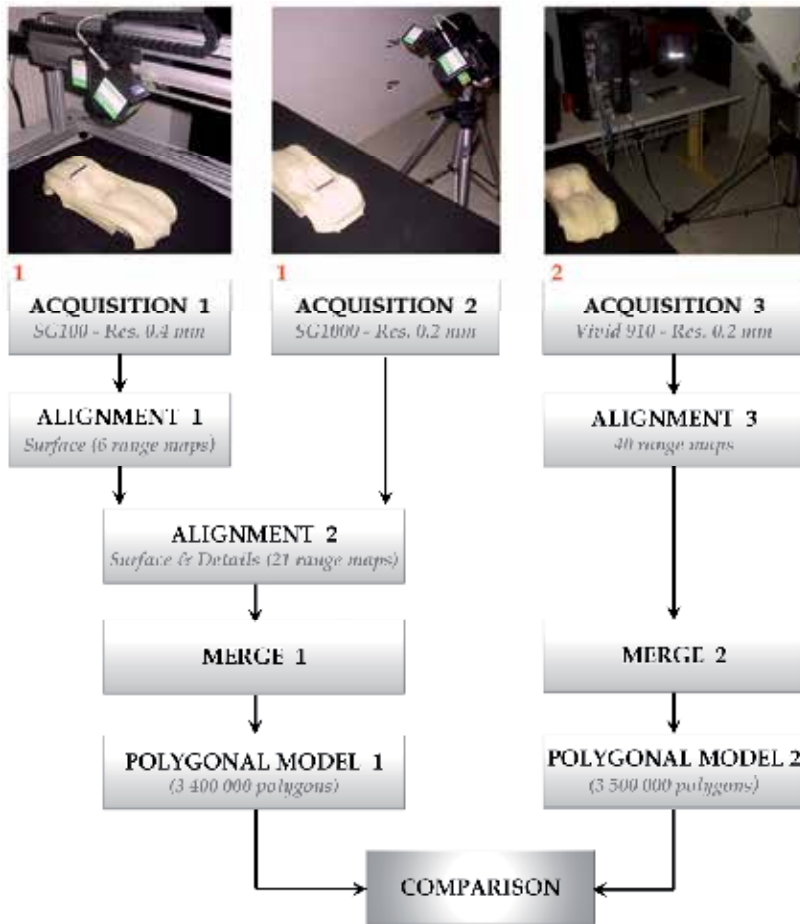 1
1
2
ACQUISITION 1
SG100 - Res. 0.4 mm
ACQUISITION 2
SG1000 - Res. 0.2 mm
ACQUISITION 3
Vivid 910 - Res. 0.2 mm
ALIGNMENT 1
Surface (6 range maps)
ALIGNMENT 3
40 range maps
ALIGNMENT 2
Surface & Details (21 range maps)
MERGE 1
MERGE 2
POLYGONAL MODEL 1
(3 400 000 polygons)
POLYGONAL MODEL 2
(3 500 000 polygons)
COMPARISON